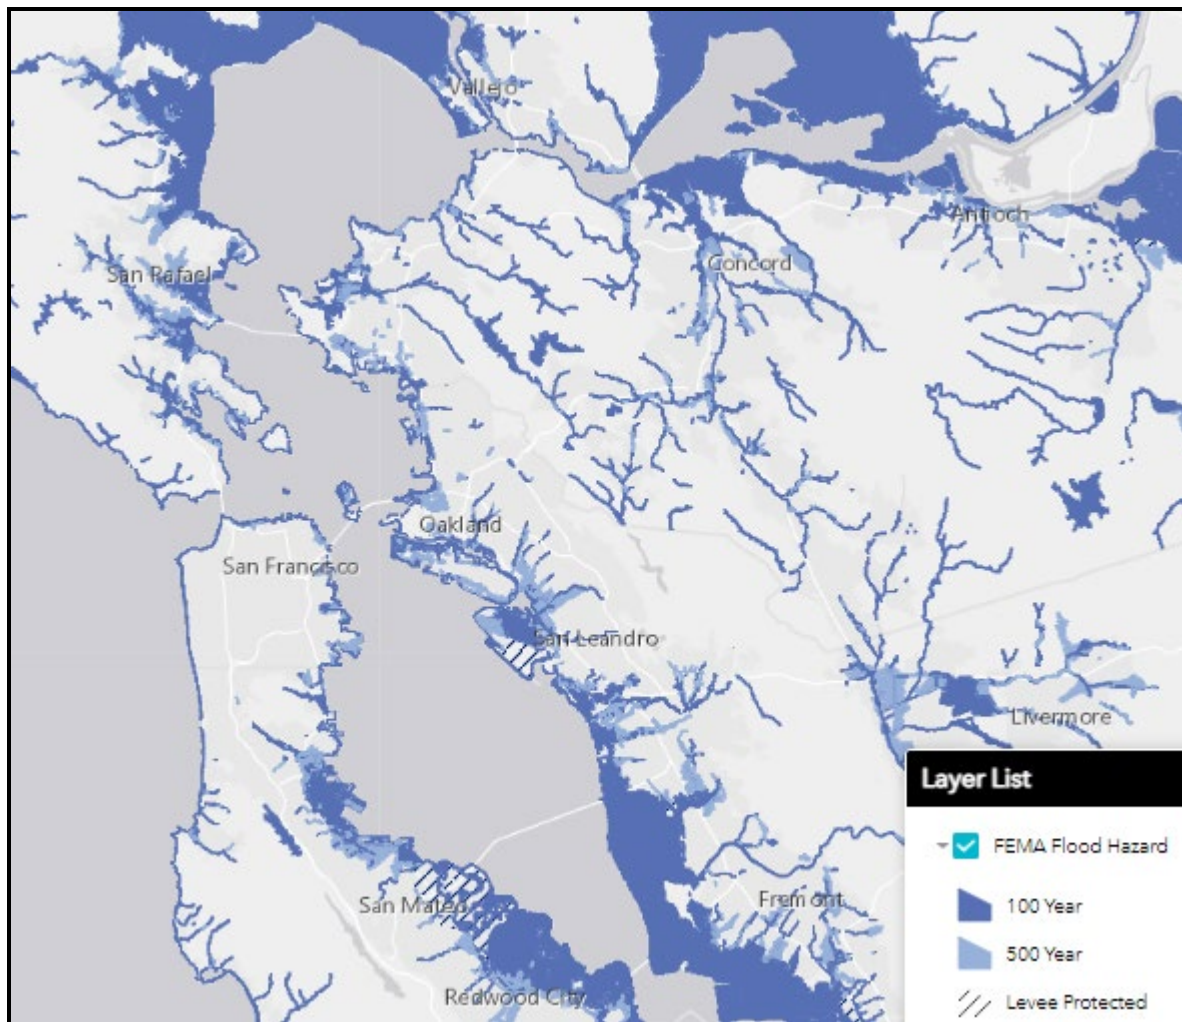 Vallejo
Antioch
Concord
San Rafael
Oakland
San Francisco
San Leandro
Livermore
San Mateo
Fremont
Redwood City
Layer List
FEMA Flood Hazard
100 Year
500 Year
Levee Protected